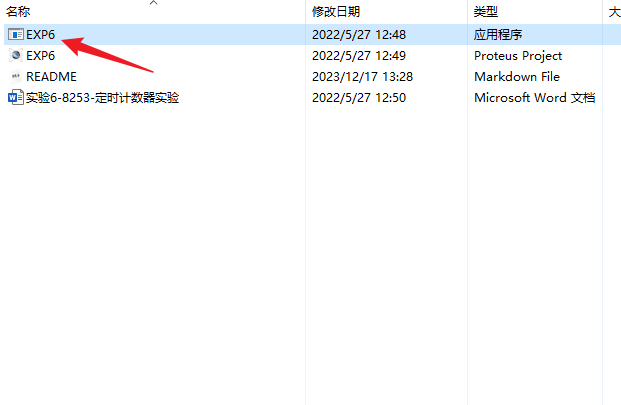 名称 修改日期 类型 大
EXP6 2022/5/27 12:48 应用程序
EXP6 2022/5/27 12:49 Proteus Project
README 2023/12/17 13:28 Markdown File
实验6-8253-定时计数器实验 2022/5/27 12:50 Microsoft Word 文档